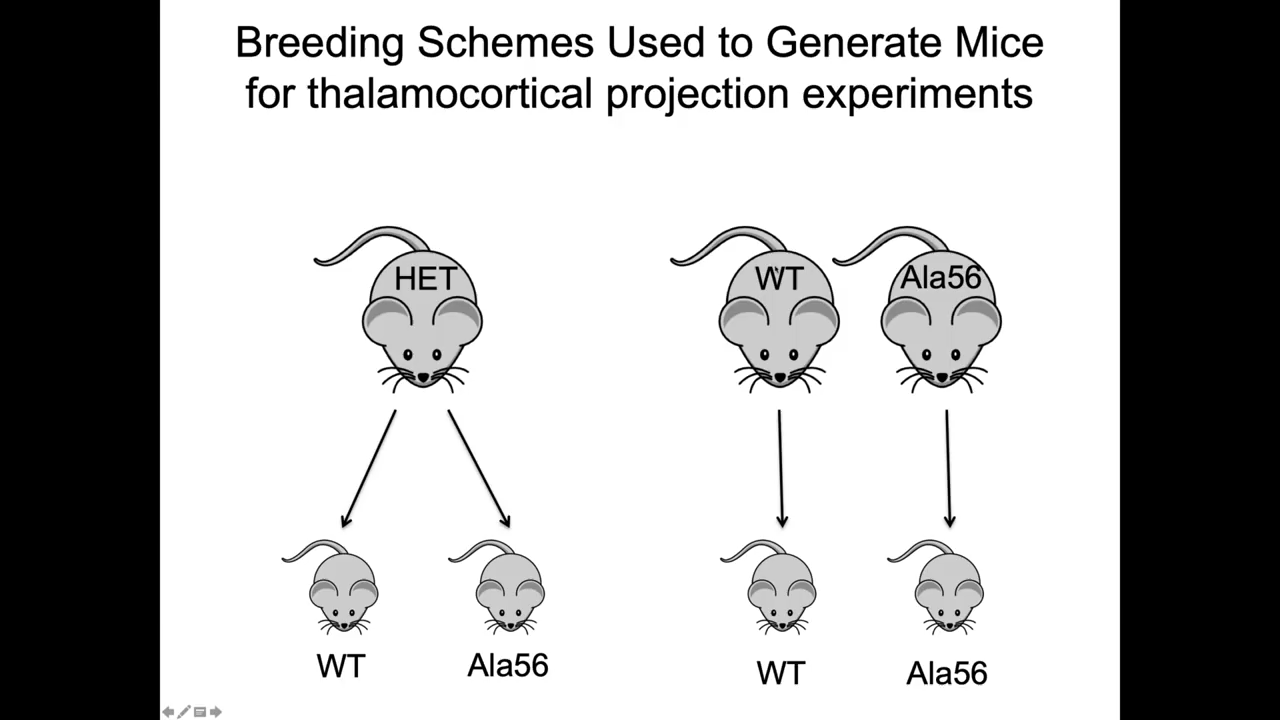 Breeding Schemes Used to Generate Mice
for thalamocortical projection experiments
HET
WT
Ala56
WT
Ala56
WT
Ala56